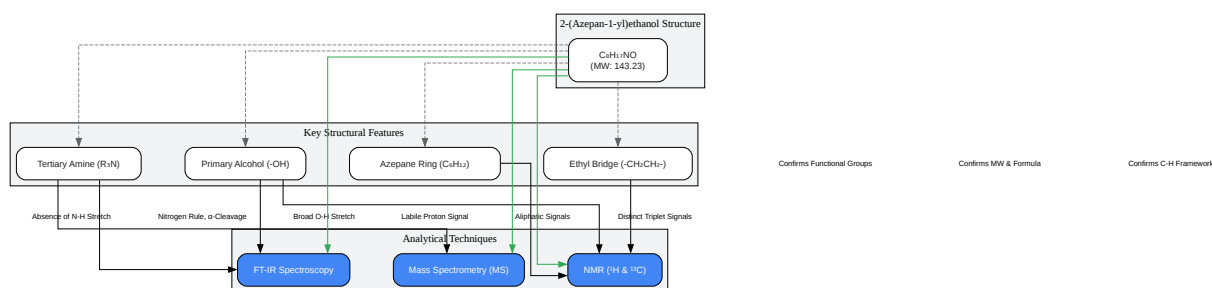 2-(Azepan-1-yl)ethanol Structure
C₈H₁₇NO
(MW: 143.23)
Key Structural Features
Tertiary Amine (R₃N)
Primary Alcohol (-OH)
Azepane Ring (C₆H₁₂)
Ethyl Bridge (-CH₂CH₂-)
Confirms Functional Groups
Confirms MW & Formula
Confirms C-H Framework
Absence of N-H Stretch
Nitrogen Rule, α-Cleavage
Broad O-H Stretch
Labile Proton Signal
Aliphatic Signals
Distinct Triplet Signals
Analytical Techniques
FT-IR Spectroscopy
Mass Spectrometry (MS)
NMR (¹H & ¹³C)